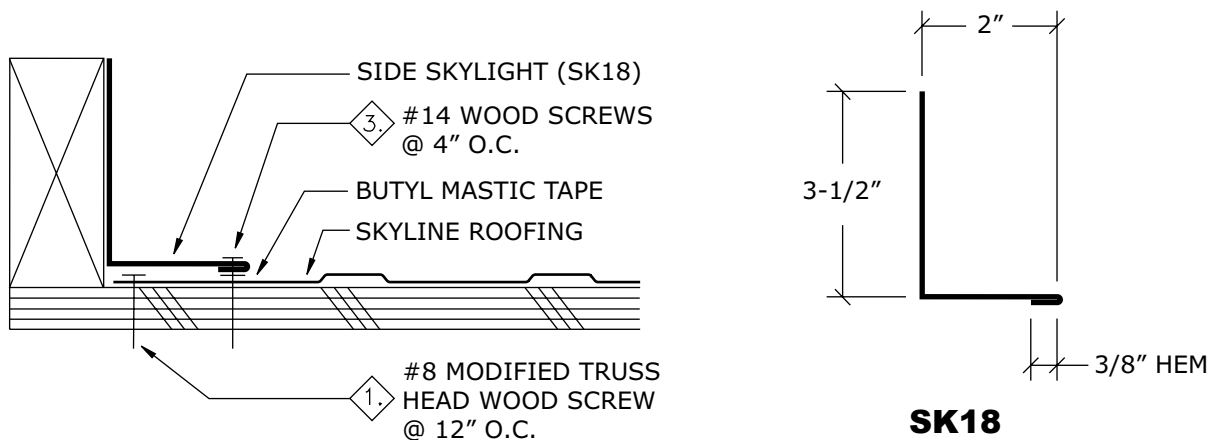 SIDE SKYLIGHT (SK18)
3.
#14 WOOD SCREWS
@ 4” O.C.
BUTYL MASTIC TAPE
SKYLINE ROOFING
1.
#8 MODIFIED TRUSS
HEAD WOOD SCREW
@ 12” O.C.
2”
3-1/2”
3/8” HEM
SK18